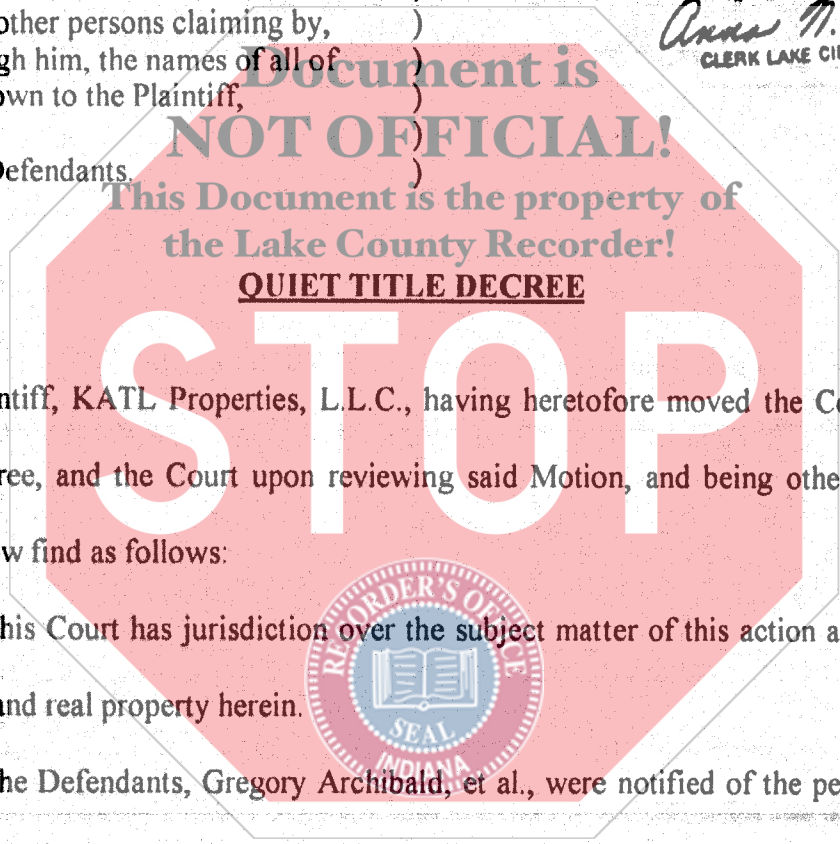 other persons claiming by, )
gh him, the names of all of )
own to the Plaintiff, )
)
Defendants. )
Anna N.
CLERK LAKE CI
Document is
NOT OFFICIAL!
This Document is the property of
the Lake County Recorder!
QUIET TITLE DECREE
STOP
ntiff, KATL Properties, L.L.C., having heretofore moved the C
ree, and the Court upon reviewing said Motion, and being othe
w find as follows:
his Court has jurisdiction over the subject matter of this action a
and real property herein.
he Defendants, Gregory Archibald, et al., were notified of the pe
RECORDER'S OFFICE
SEAL
INDIANA